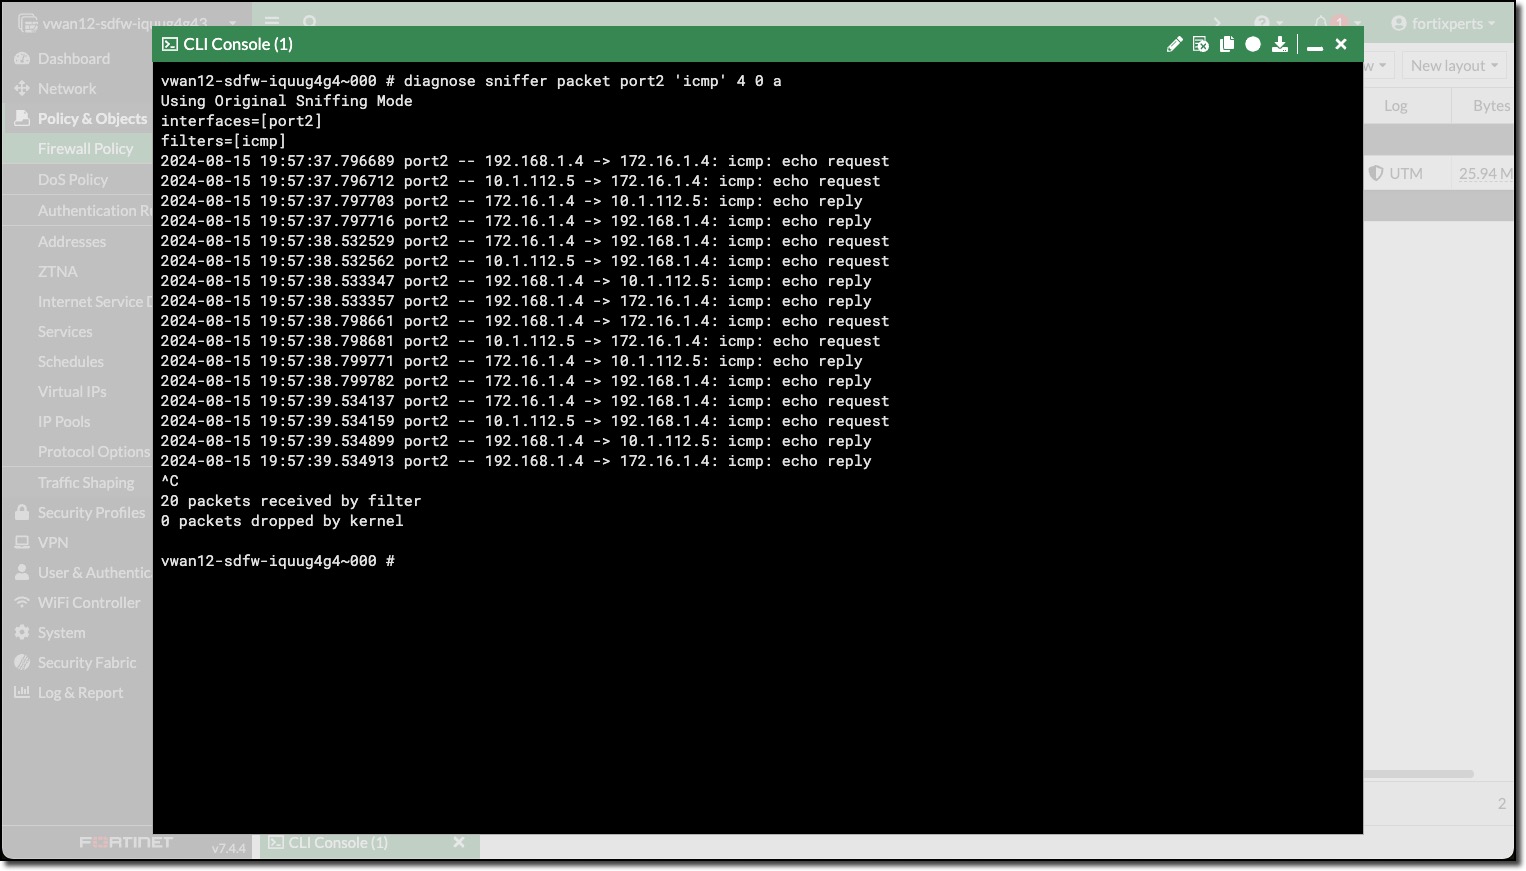 vwan12-sdfw-iquug4g43
1
fortixperts
CLI Console (1)
Dashboard
Network
Policy & Objects
Firewall Policy
DoS Policy
Authentication R
Addresses
ZTNA
Internet Service D
Services
Schedules
Virtual IPs
IP Pools
Protocol Options
Traffic Shaping
Security Profiles
VPN
User & Authentic
WiFi Controller
System
Security Fabric
Log & Report
FORTINET
v7.4.4
vwan12-sdfw-iquug4g4~000 # diagnose sniffer packet port2 'icmp' 4 0 a
Using Original Sniffing Mode
interfaces=[port2]
filters=[icmp]
2024-08-15 19:57:37.796689 port2 -- 192.168.1.4 -> 172.16.1.4: icmp: echo request
2024-08-15 19:57:37.796712 port2 -- 10.1.112.5 -> 172.16.1.4: icmp: echo request
2024-08-15 19:57:37.797703 port2 -- 172.16.1.4 -> 10.1.112.5: icmp: echo reply
2024-08-15 19:57:37.797716 port2 -- 172.16.1.4 -> 192.168.1.4: icmp: echo reply
2024-08-15 19:57:38.532529 port2 -- 172.16.1.4 -> 192.168.1.4: icmp: echo request
2024-08-15 19:57:38.532562 port2 -- 10.1.112.5 -> 192.168.1.4: icmp: echo request
2024-08-15 19:57:38.533347 port2 -- 192.168.1.4 -> 10.1.112.5: icmp: echo reply
2024-08-15 19:57:38.533357 port2 -- 192.168.1.4 -> 172.16.1.4: icmp: echo reply
2024-08-15 19:57:38.798661 port2 -- 192.168.1.4 -> 172.16.1.4: icmp: echo request
2024-08-15 19:57:38.798681 port2 -- 10.1.112.5 -> 172.16.1.4: icmp: echo request
2024-08-15 19:57:38.799771 port2 -- 172.16.1.4 -> 10.1.112.5: icmp: echo reply
2024-08-15 19:57:38.799782 port2 -- 172.16.1.4 -> 192.168.1.4: icmp: echo reply
2024-08-15 19:57:39.534137 port2 -- 172.16.1.4 -> 192.168.1.4: icmp: echo request
2024-08-15 19:57:39.534159 port2 -- 10.1.112.5 -> 192.168.1.4: icmp: echo request
2024-08-15 19:57:39.534899 port2 -- 192.168.1.4 -> 10.1.112.5: icmp: echo reply
2024-08-15 19:57:39.534913 port2 -- 192.168.1.4 -> 172.16.1.4: icmp: echo reply
^C
20 packets received by filter
0 packets dropped by kernel
vwan12-sdfw-iquug4g4~000 #
w
New layout
Log
Bytes
UTM
25.94 M
2
CLI Console (1)